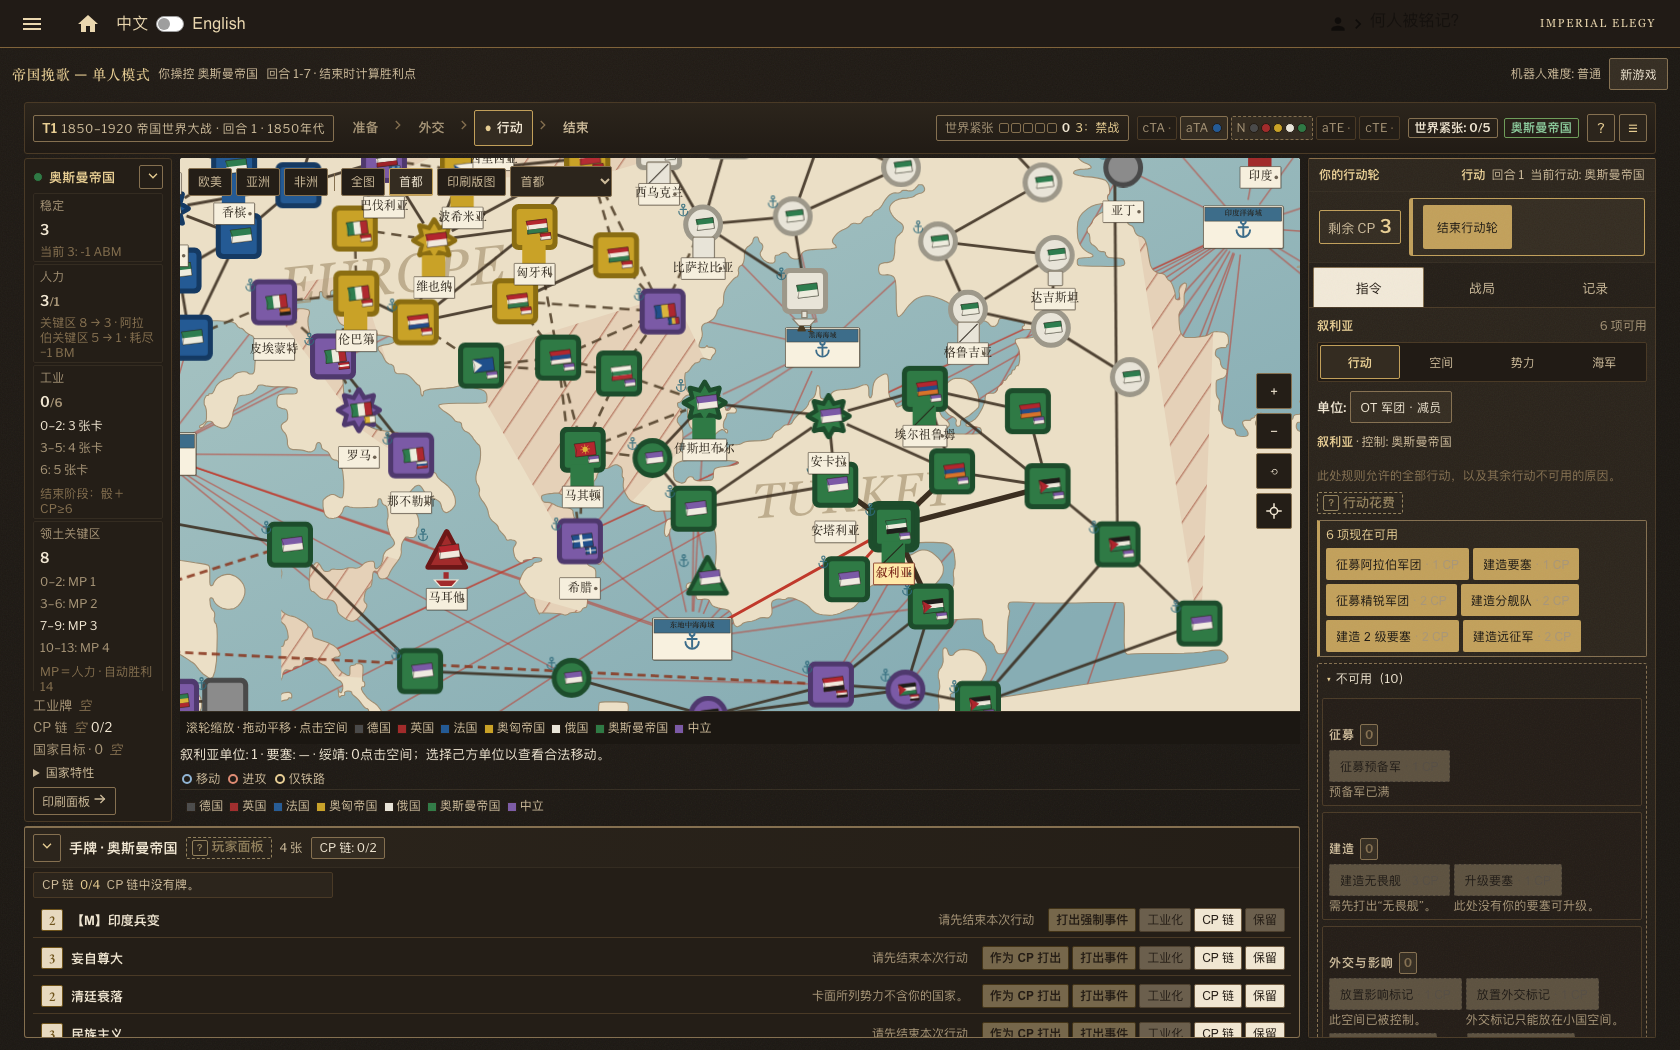 中文 English
何人被铭记?
IMPERIAL ELEGY
帝国挽歌 — 单人模式 你操控 奥斯曼帝国 回合 1-7 · 结束时计算胜利点
机器人难度: 普通 新游戏
T1 1850–1920 帝国世界大战 · 回合 1 · 1850年代
准备 外交 行动 结束
世界紧张 0 3: 禁战
cTA · aTA N aTE · cTE ·
世界紧张: 0/5 奥斯曼帝国 ?
奥斯曼帝国
稳定
3
当前 3: -1 ABM
人力
3/1
关键区 8 → 3 · 阿拉
伯关键区 5 → 1 · 耗尽
−1 BM
工业
0/6
0–2: 3 张卡
3–5: 4 张卡
6: 5 张卡
结束阶段: 骰 +
CP≥6
领土关键区
8
0–2: MP 1
3–6: MP 2
7–9: MP 3
10–13: MP 4
MP = 人力 · 自动胜利
14
工业牌 空
CP 链 空 0/2
国家目标 · 0 空
国家特性
印刷面板 →
欧美 亚洲 非洲 全图 首都 印刷版图 首都
西里西亚
西乌克兰
印度
香槟
巴伐利亚
波希米亚
亚丁
印度洋海域
EUROPE
维也纳
匈牙利
比萨拉比亚
达吉斯坦
皮埃蒙特
伦巴第
黑海海域
格鲁吉亚
伊斯坦布尔
埃尔祖鲁姆
罗马
安卡拉
那不勒斯
马其顿
TURKEY
安塔利亚
叙利亚
马耳他
希腊
东地中海海域
+
−
滚轮缩放 · 拖动平移 · 点击空间 德国 英国 法国 奥匈帝国 俄国 奥斯曼帝国 中立
叙利亚单位: 1 · 要塞: — · 绥靖: 0点击空间；选择己方单位以查看合法移动。
移动 进攻 仅铁路
德国 英国 法国 奥匈帝国 俄国 奥斯曼帝国 中立
手牌 · 奥斯曼帝国 ? 玩家面板 4 张 CP 链: 0/2
CP 链 0/4 CP 链中没有牌。
2 【M】印度兵变 请先结束本次行动 打出强制事件 工业化 CP 链 保留
3 妄自尊大 请先结束本次行动 作为 CP 打出 打出事件 工业化 CP 链 保留
2 清廷衰落 卡面所列势力不含你的国家。 作为 CP 打出 打出事件 工业化 CP 链 保留
3 民族主义 请先结束本次行动 作为 CP 打出 打出事件 工业化 CP 链 保留
你的行动轮 行动 回合 1 当前行动: 奥斯曼帝国
剩余 CP 3 结束行动轮
指令 战局 记录
叙利亚 6 项可用
行动 空间 势力 海军
单位: OT 军团 · 减员
叙利亚 · 控制: 奥斯曼帝国
此处规则允许的全部行动，以及其余行动不可用的原因。
? 行动花费
6 项现在可用
征募阿拉伯军团 1 CP 建造要塞 1 CP
征募精锐军团 2 CP 建造分舰队 2 CP
建造 2 级要塞 2 CP 建造远征军 2 CP
不可用 (10)
征募 0
征募预备军
预备军已满
建造 0
建造无畏舰 升级要塞
需先打出“无畏舰”。 此处没有你的要塞可升级。
外交与影响 0
放置影响标记 放置外交标记
此空间已被控制。 外交标记只能放在小国空间。